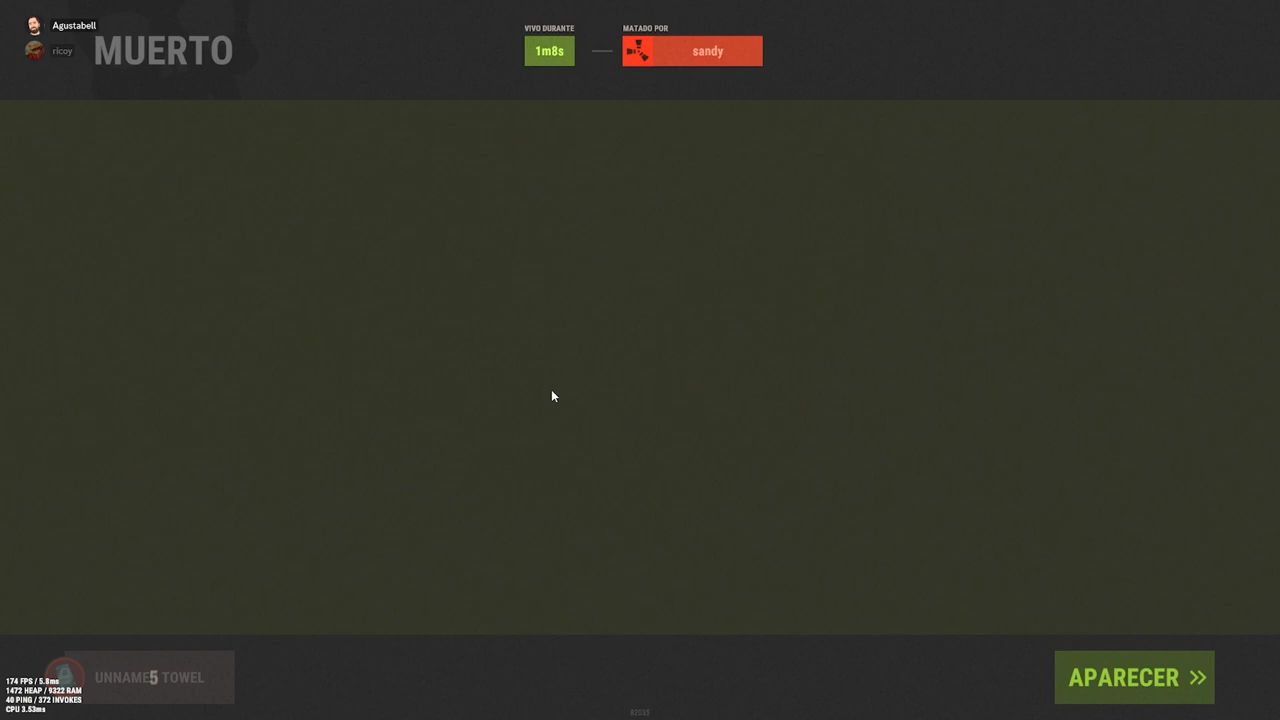 Agustabell
ricoy
MUERTO
VIVO DURANTE
1m8s
MATADO POR
sandy
UNNAME5 TOWEL
APARECER
174 FPS / 5.8ms
1472 HEAP / 9322 RAM
40 PING / 372 INVOKES
CPU 3.53ms